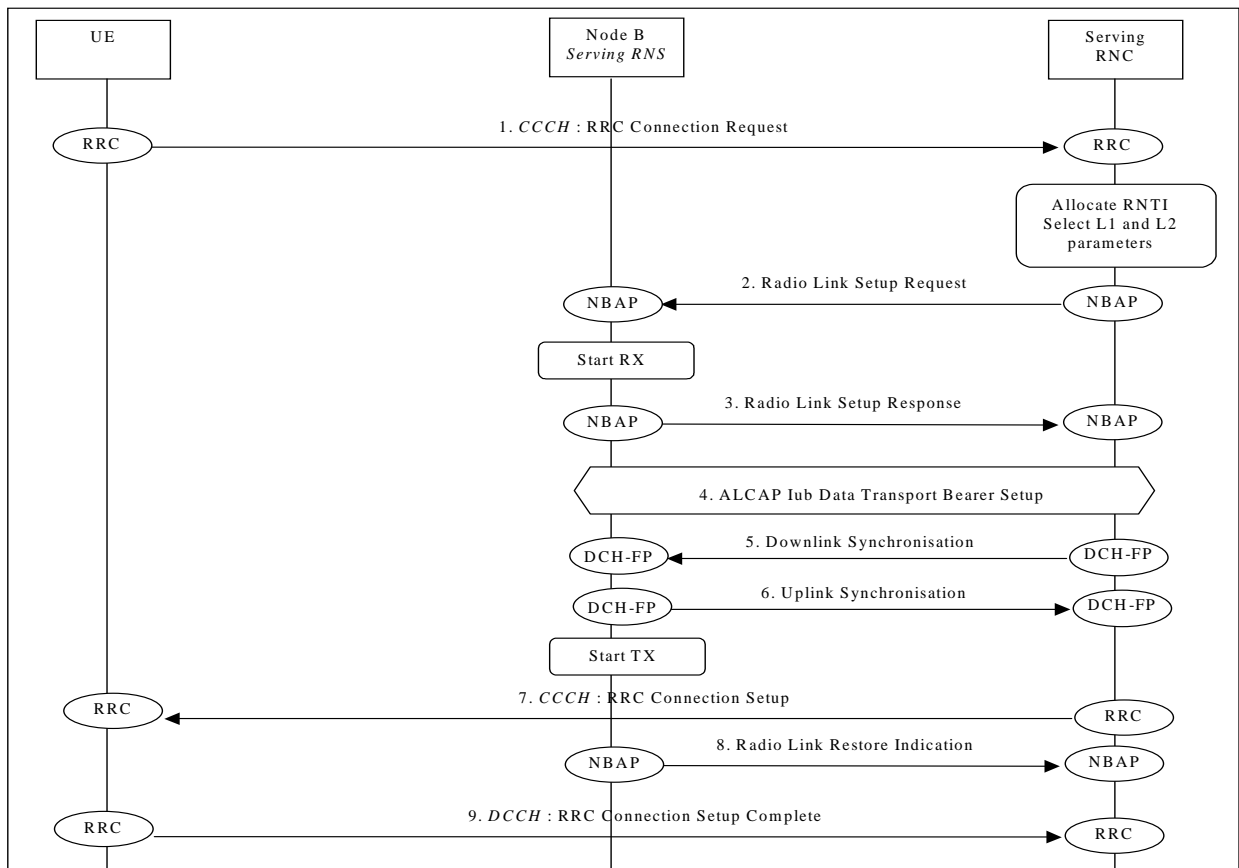 UE
Node B
Serving RNS
Serving
RNC
1. CCCH : RRC Connection Request
RRC
RRC
Allocate RNTI
Select L1 and L2
parameters
2. Radio Link Setup Request
NBAP
NBAP
Start RX
3. Radio Link Setup Response
NBAP
NBAP
4. ALCAP Iub Data Transport Bearer Setup
5. Downlink Synchronisation
DCH-FP
DCH-FP
6. Uplink Synchronisation
DCH-FP
DCH-FP
Start TX
7. CCCH : RRC Connection Setup
RRC
RRC
8. Radio Link Restore Indication
NBAP
NBAP
9. DCCH : RRC Connection Setup Complete
RRC
RRC